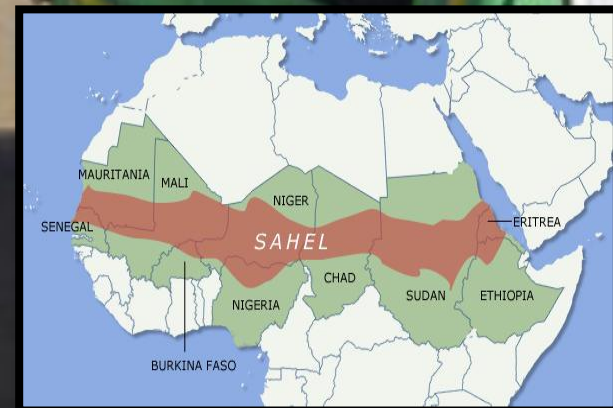 MAURITANIA
MALI
NIGER
SENEGAL
ERITREA
SAHEL
CHAD
SUDAN
ETHIOPIA
NIGERIA
BURKINA FASO